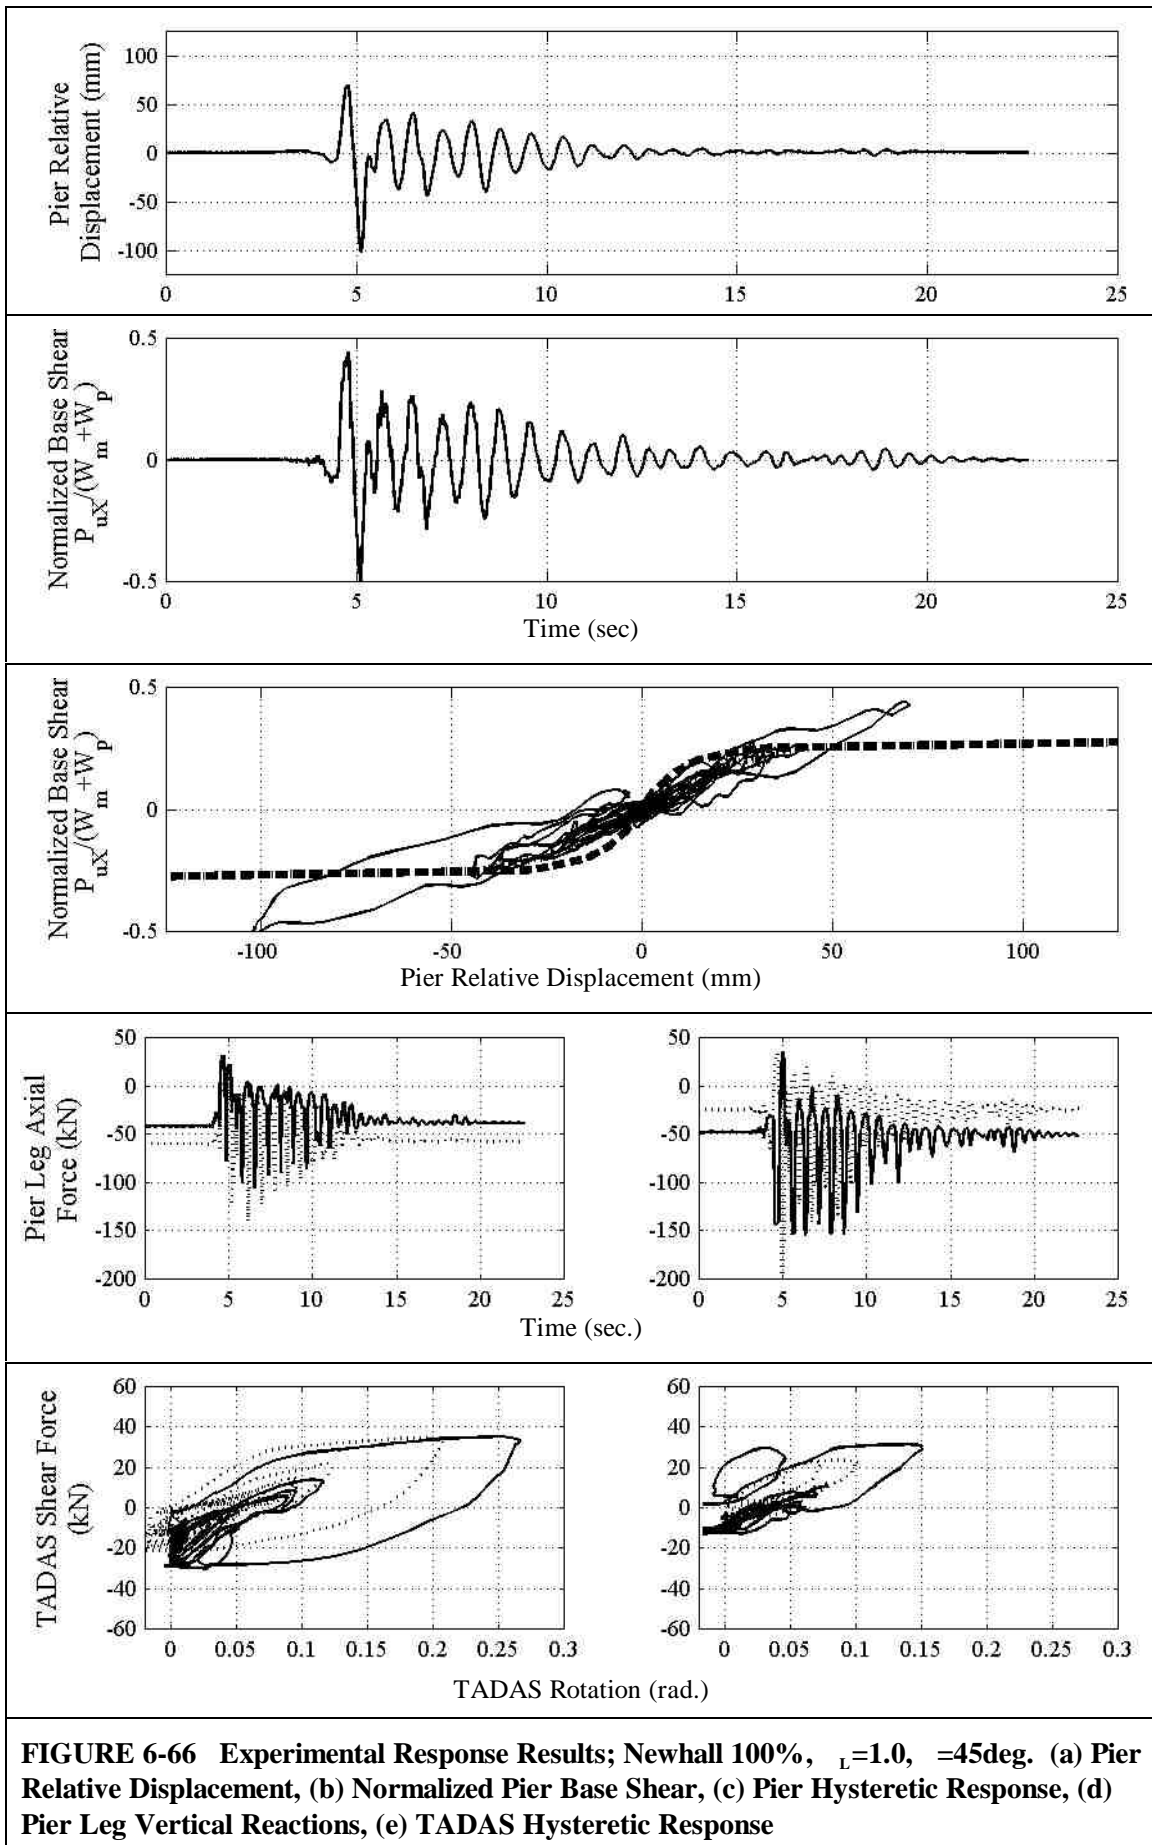 Pier Relative
Displacement (mm)
100
50
0
-50
-100
0 5 10 15 20 25
Normalized Base Shear
PuX/(Wm+Wp)
0.5
0
-0.5
0 5 10 15 20 25
Time (sec)
Normalized Base Shear
PuX/(Wm+Wp)
0.5
0
-0.5
-100 -50 0 50 100
Pier Relative Displacement (mm)
Pier Leg Axial
Force (kN)
50
0
-50
-100
-150
-200
0 5 10 15 20 25
50
0
-50
-100
-150
-200
0 5 10 15 20 25
Time (sec.)
TADAS Shear Force
(kN)
60
40
20
0
-20
-40
-60
0 0.05 0.1 0.15 0.2 0.25 0.3
60
40
20
0
-20
-40
-60
0 0.05 0.1 0.15 0.2 0.25 0.3
TADAS Rotation (rad.)
FIGURE 6-66 Experimental Response Results; Newhall 100%, L=1.0, =45deg. (a) Pier
Relative Displacement, (b) Normalized Pier Base Shear, (c) Pier Hysteretic Response, (d)
Pier Leg Vertical Reactions, (e) TADAS Hysteretic Response